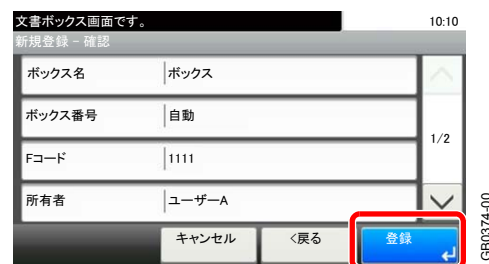 文書ボックス画面です。 10:10
新規登録 - 確認
ボックス名 ボックス
ボックス番号 自動
1/2
Fコード 1111
所有者 ユーザーA
キャンセル <戻る 登録
GB0374-00